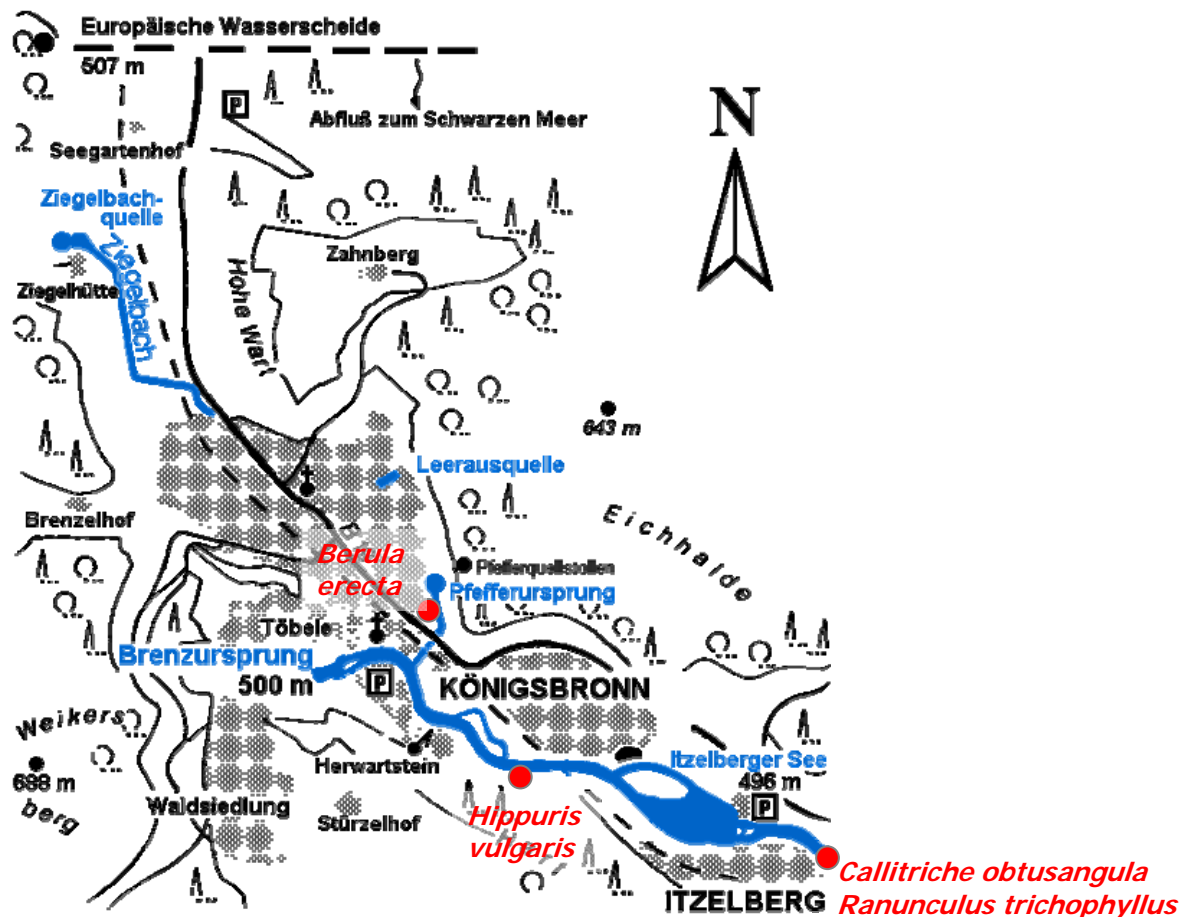 Europäische Wasserscheide
507 m
P
N
Abfluß zum Schwarzen Meer
Seegartenhof
Ziegelbach-
quelle
Ziegelbach
Zahnberg
Hohe Wart
Ziegelhütte
643 m
Leerausquelle
Brenzelhof
Eichhalde
Berula
erecta
Pfefferquellstollen
Pfefferursprung
Töbele
Brenzursprung
500 m
P
KÖNIGSBRONN
Weikers
berg
688 m
Herwartstein
Itzelberger See
496 m
P
Waldsiedlung
Stürzelhof
Hippuris
vulgaris
ITZELBERG
Callitriche obtusangula
Ranunculus trichophyllus